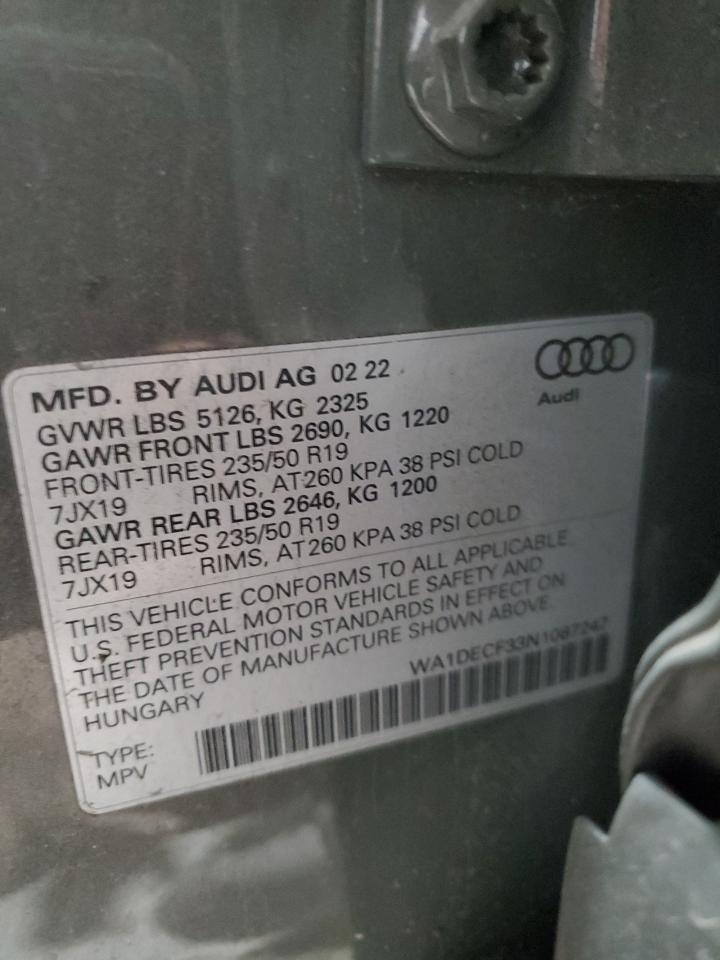 MFD. BY AUDI AG 02 22
Audi
GVWR LBS 5126, KG 2325
GAWR FRONT LBS 2690, KG 1220
FRONT-TIRES 235/50 R19
7JX19 RIMS, AT 260 KPA 38 PSI COLD
GAWR REAR LBS 2646, KG 1200
REAR-TIRES 235/50 R19
7JX19 RIMS, AT 260 KPA 38 PSI COLD
THIS VEHICLE CONFORMS TO ALL APPLICABLE
U.S. FEDERAL MOTOR VEHICLE SAFETY AND
THEFT PREVENTION STANDARDS IN EFFECT ON
THE DATE OF MANUFACTURE SHOWN ABOVE.
HUNGARY WA1DECF33N1087247
TYPE:
MPV